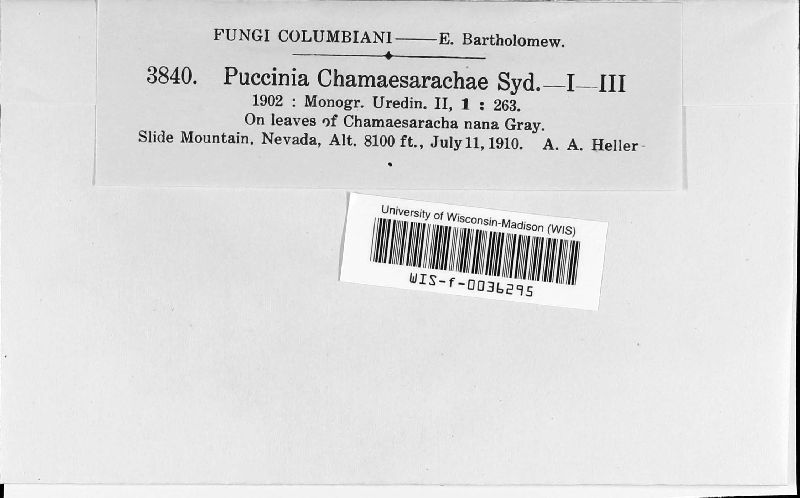 FUNGI COLUMBIANI——E. Bartholomew.
3840. Puccinia Chamaesarachae Syd.—I—III
1902 : Monogr. Uredin. II, 1 : 263.
On leaves of Chamaesaracha nana Gray.
Slide Mountain, Nevada, Alt. 8100 ft., July 11, 1910. A. A. Heller
University of Wisconsin-Madison (WIS)
WIS-f-0036295